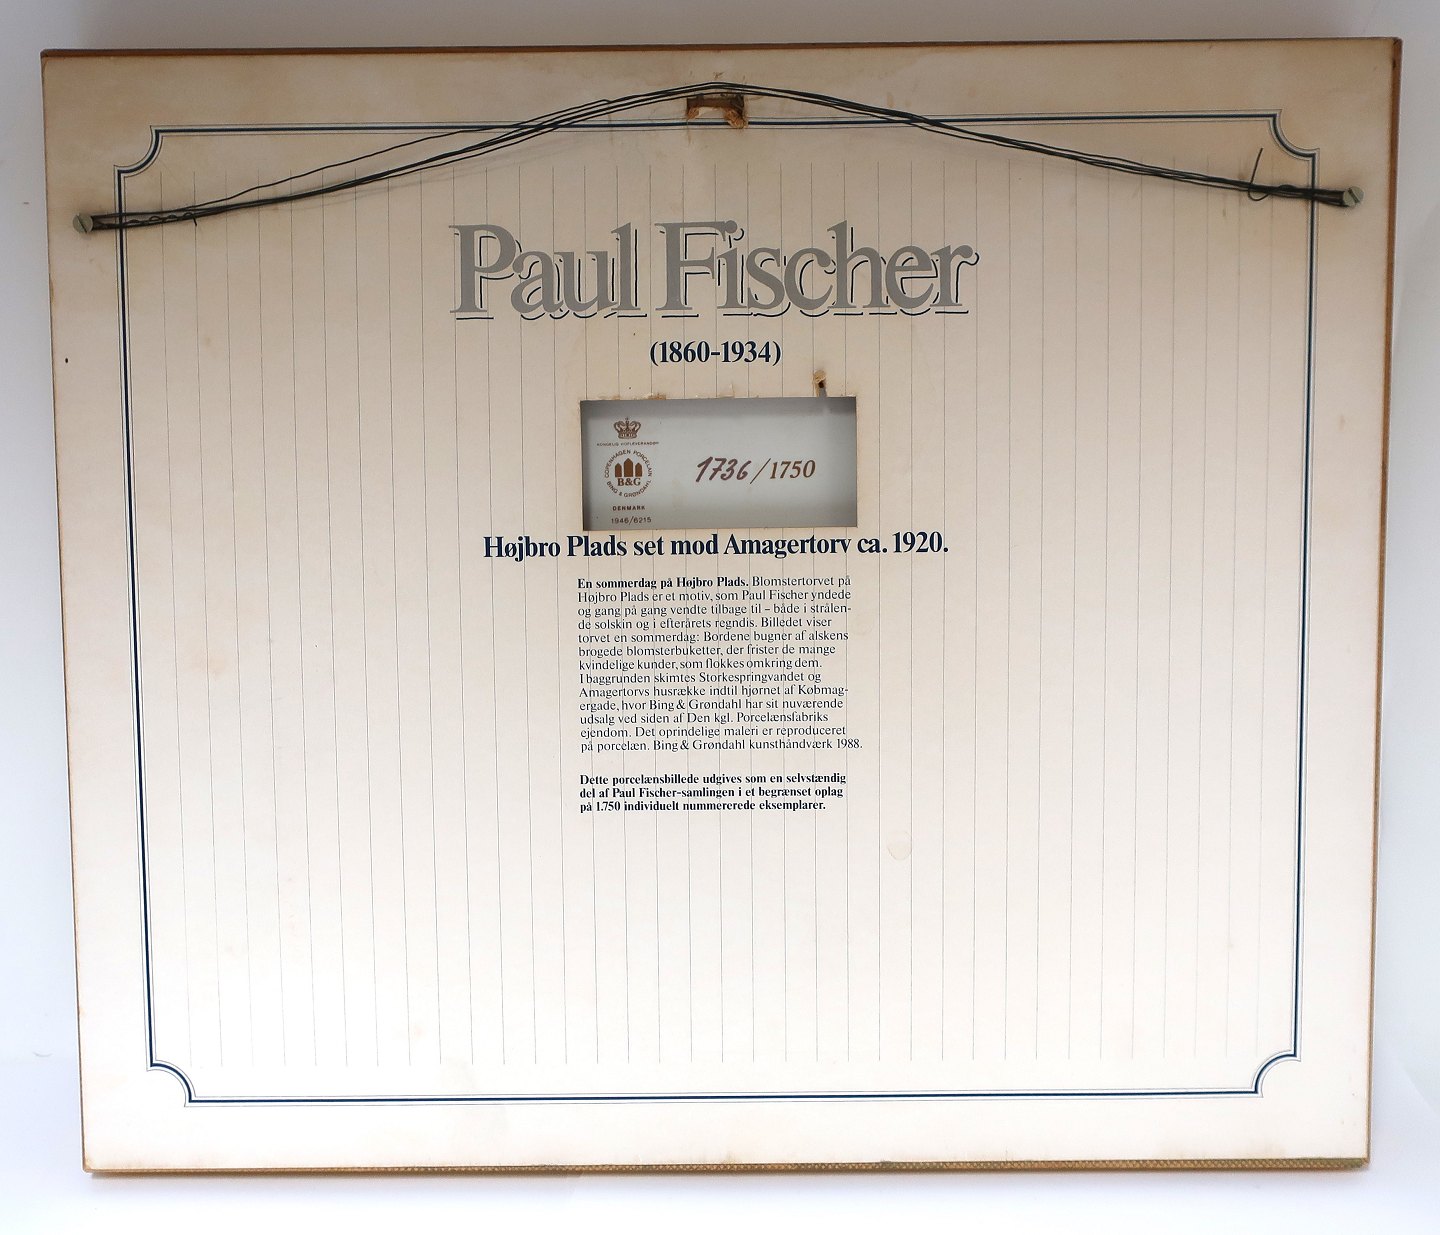 Paul Fischer
(1860-1934)
KONGELIG HOFLEVERANDØR
COPENHAGEN PORCELAIN
B&G
BING & GRØNDAHL
DENMARK
1946/6215
1736/1750
Højbro Plads set mod Amagertorv ca. 1920.
En sommerdag på Højbro Plads. Blomstertorvet på
Højbro Plads er et motiv, som Paul Fischer yndede
og gang på gang vendte tilbage til – både i strålen-
de solskin og i efterårets regndis. Billedet viser
torvet en sommerdag: Bordene bugner af alskens
brogede blomsterbuketter, der frister de mange
kvindelige kunder, som flokkes omkring dem.
I baggrunden skimtes Storkespringvandet og
Amagertorvs husrække indtil hjørnet af Købmag-
ergade, hvor Bing & Grøndahl har sit nuværende
udsalg ved siden af Den kgl. Porcelænsfabriks
ejendom. Det oprindelige maleri er reproduceret
på porcelæn. Bing & Grøndahl kunsthåndværk 1988.
Dette porcelænsbillede udgives som en selvstændig
del af Paul Fischer-samlingen i et begrænset oplag
på 1.750 individuelt nummererede eksemplarer.